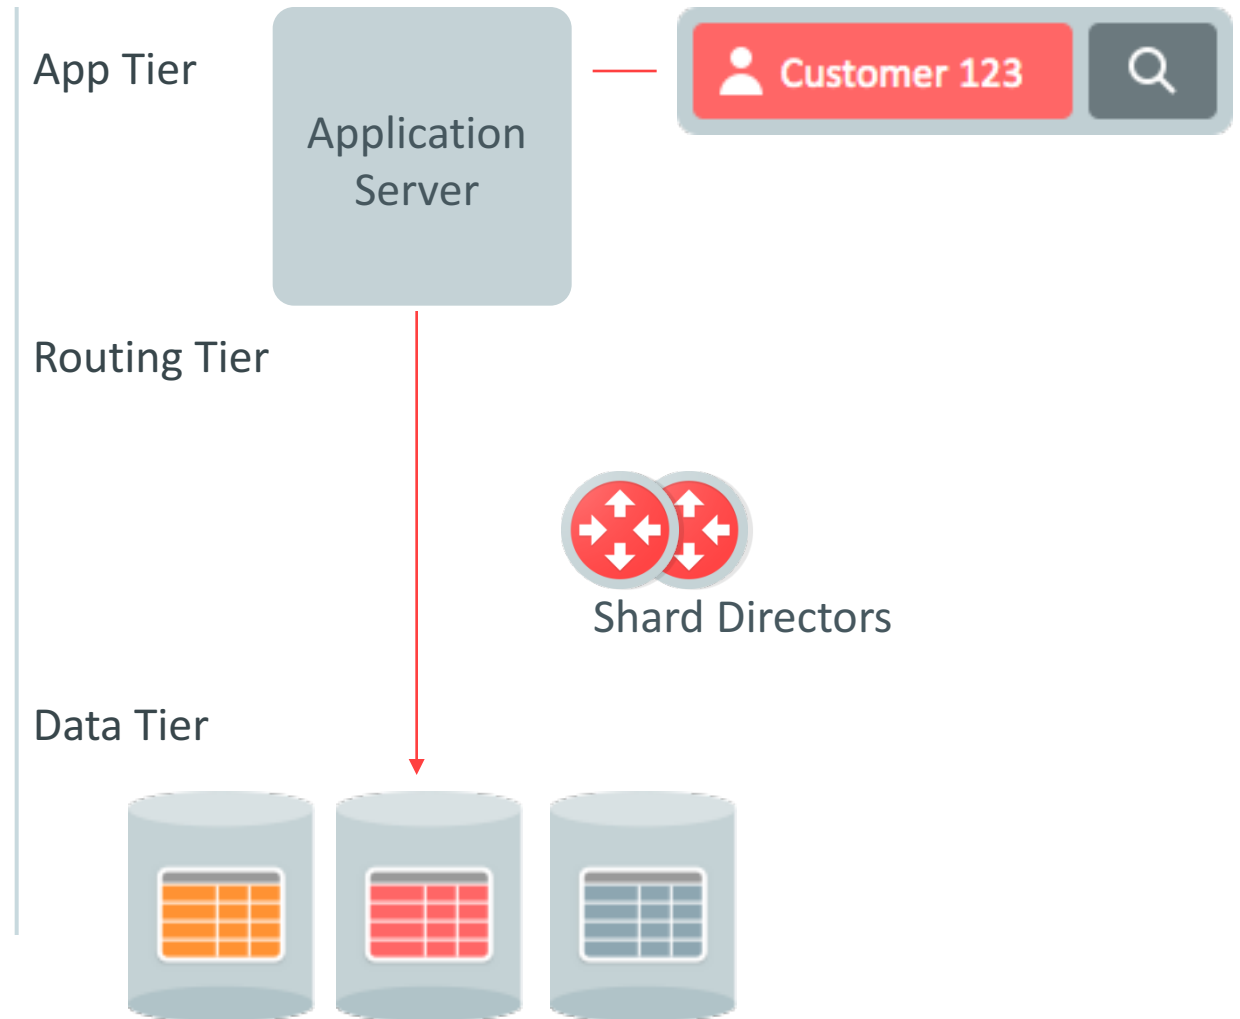 App Tier
Customer 123
Application
Server
Routing Tier
Shard Directors
Data Tier